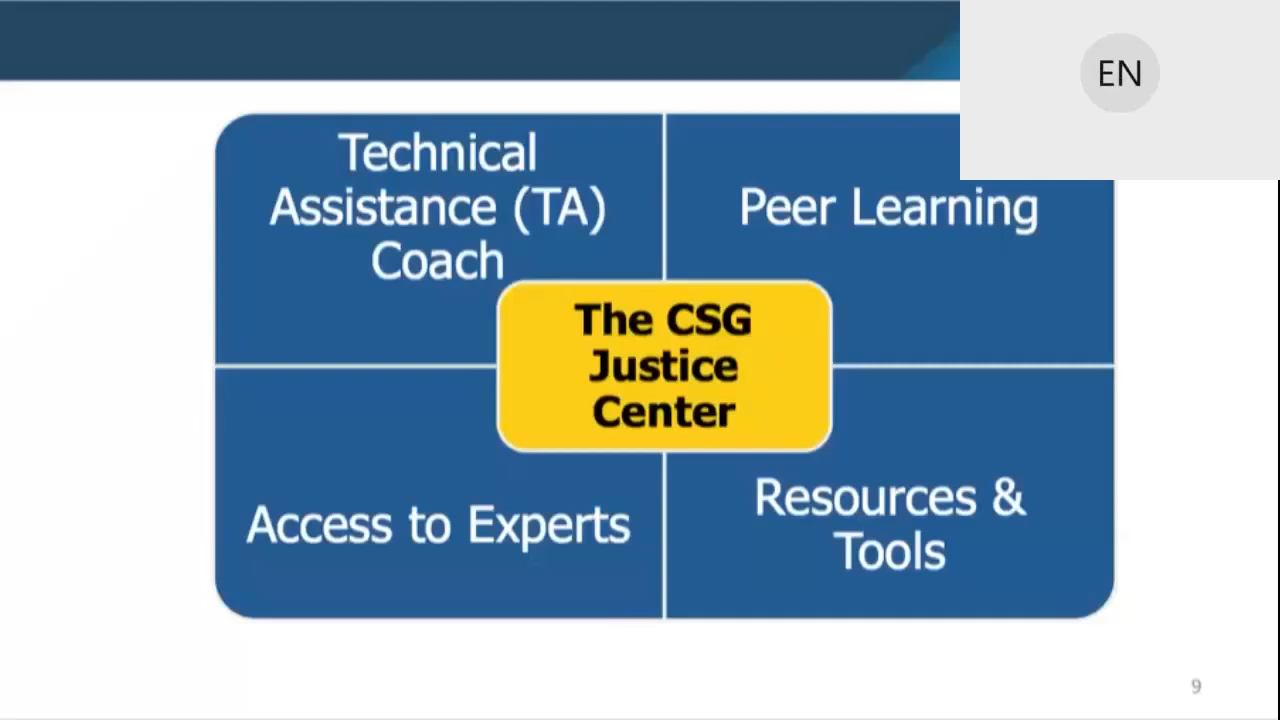 EN
Technical
Assistance (TA)
Coach
Peer Learning
The CSG
Justice
Center
Access to Experts
Resources &
Tools
9